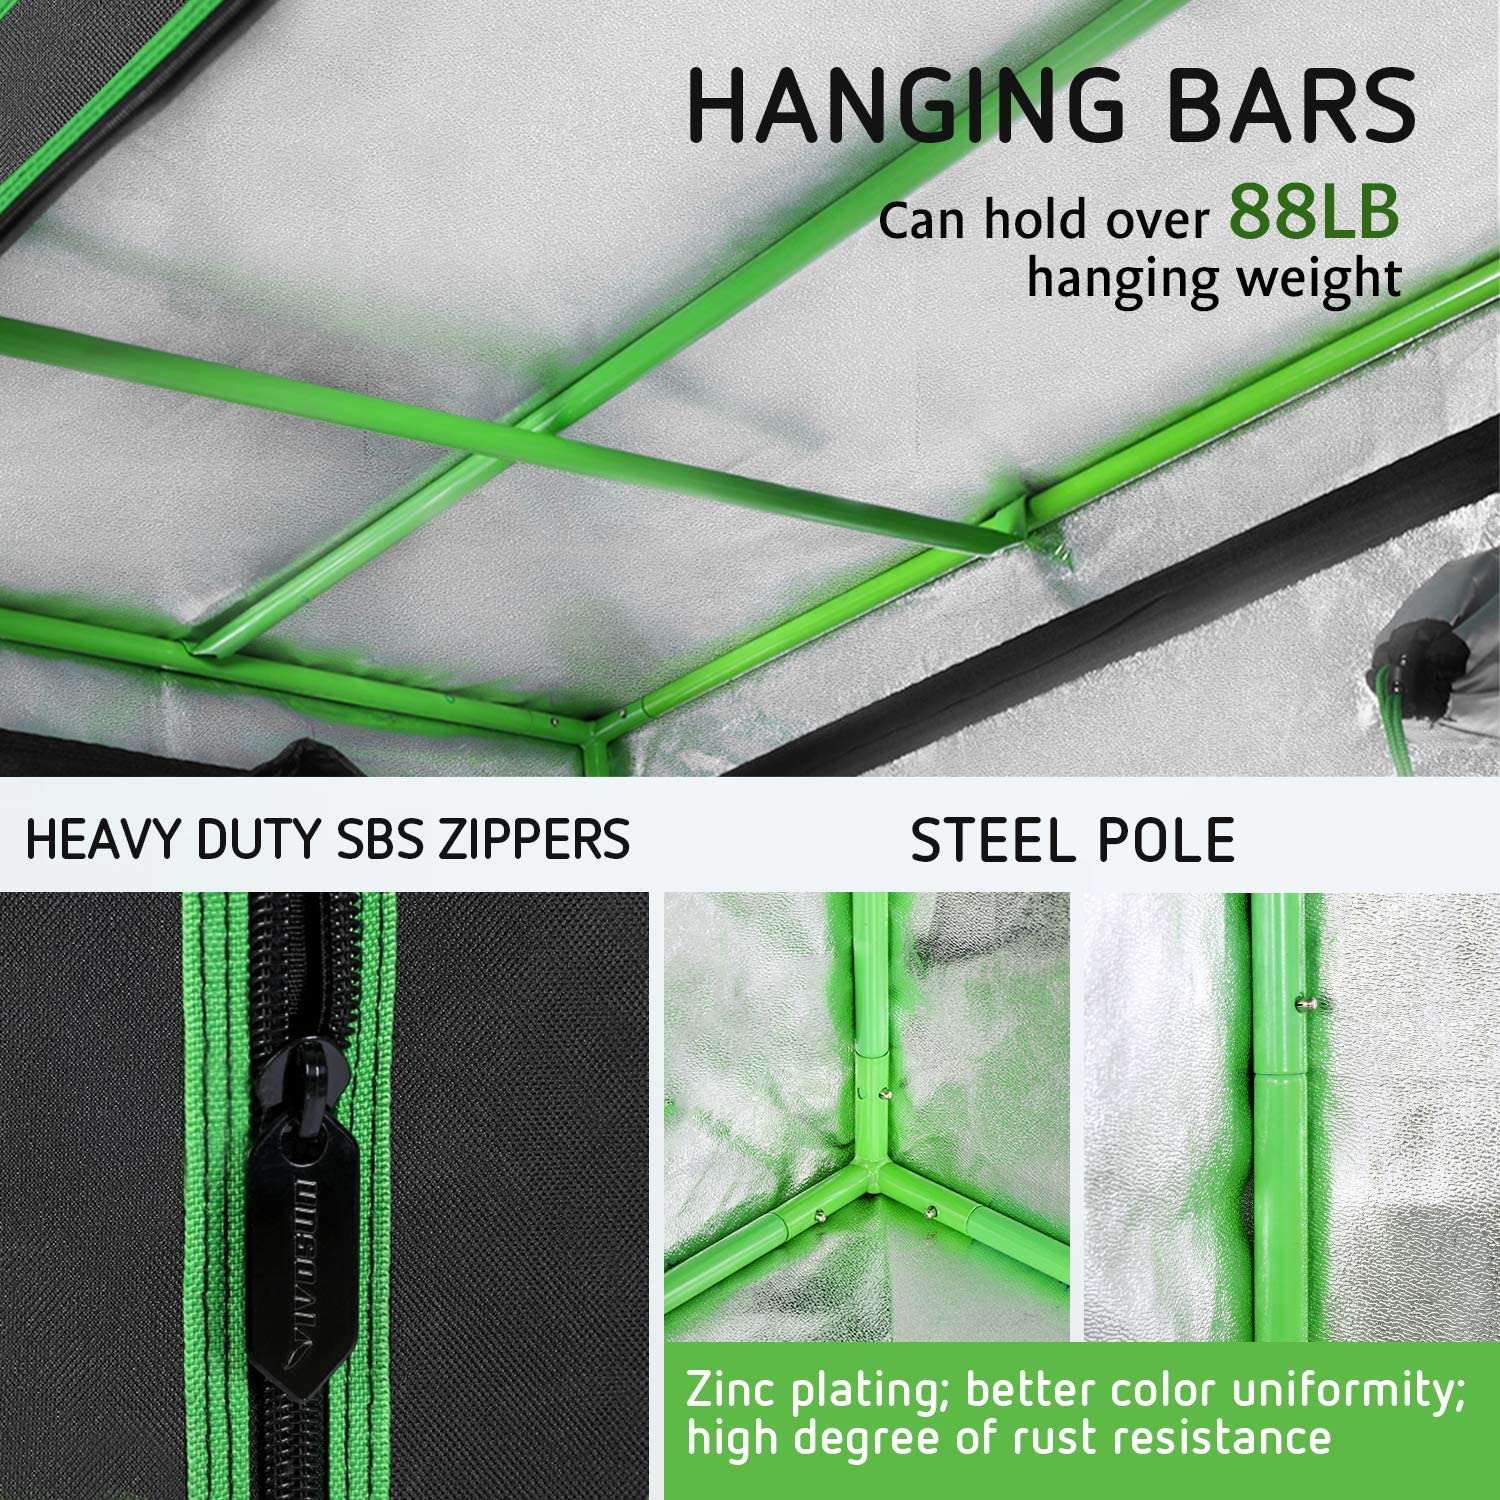 HANGING BARS
Can hold over 88LB
hanging weight
HEAVY DUTY SBS ZIPPERS
STEEL POLE
Zinc plating; better color uniformity;
high degree of rust resistance